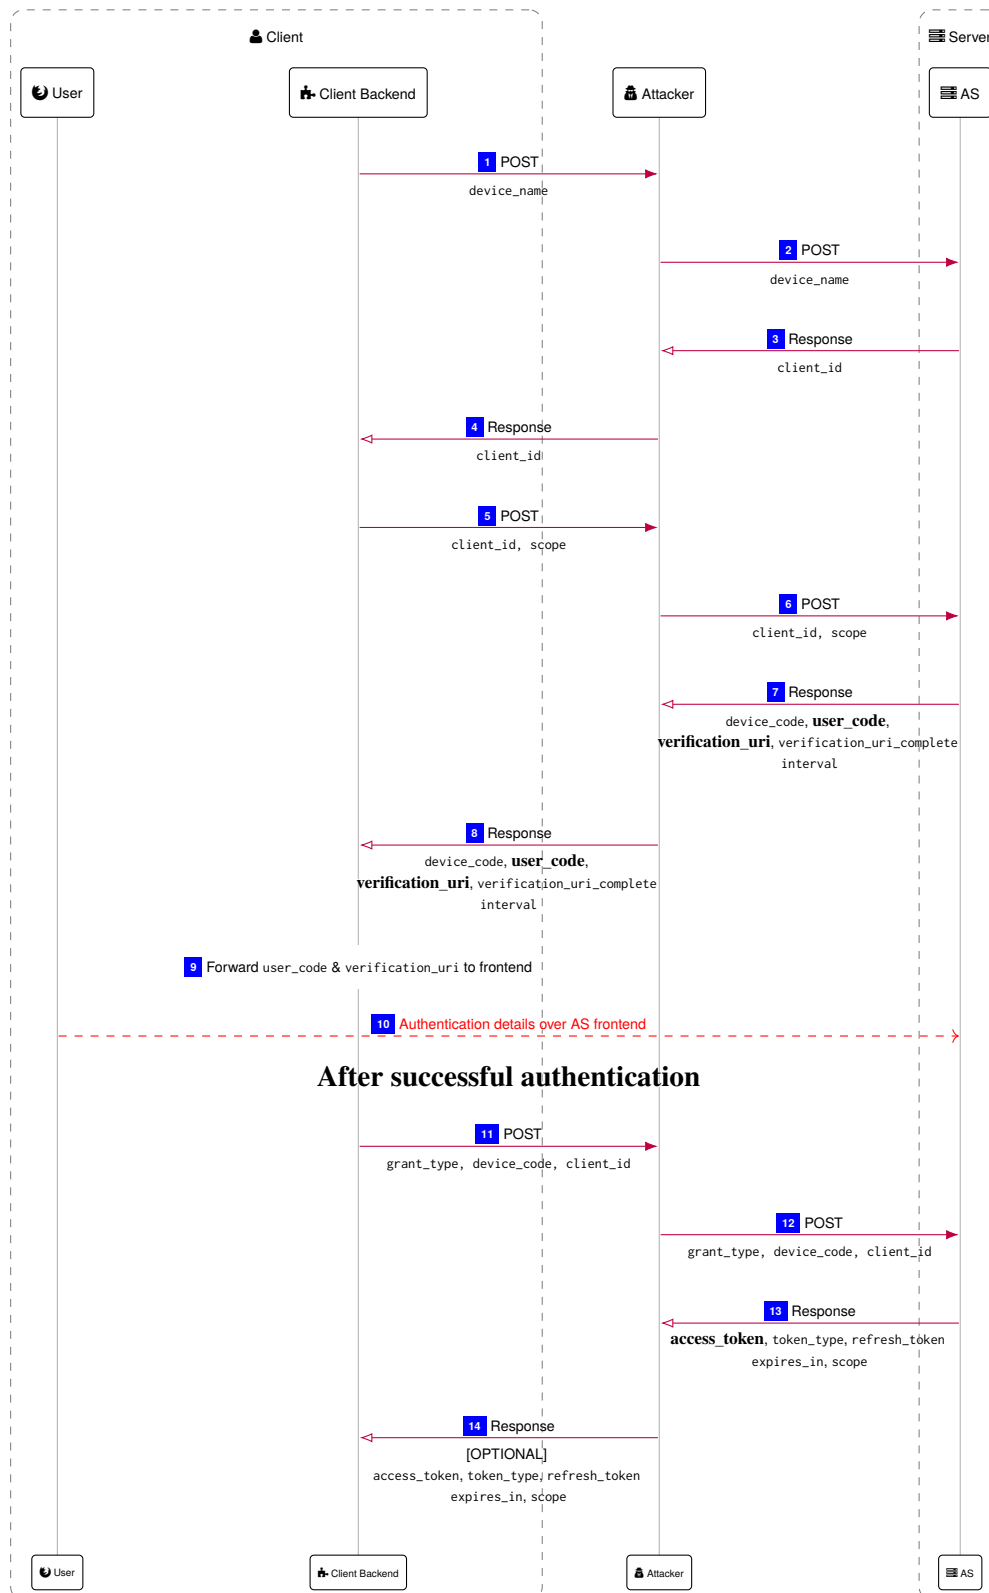 Client
Server
User
Client Backend
Attacker
AS
1 POST
device_name
2 POST
device_name
3 Response
client_id
4 Response
client_id
5 POST
client_id, scope
6 POST
client_id, scope
7 Response
device_code, user_code,
verification_uri, verification_uri_complete
interval
8 Response
device_code, user_code,
verification_uri, verification_uri_complete
interval
9 Forward user_code & verification_uri to frontend
10 Authentication details over AS frontend
After successful authentication
11 POST
grant_type, device_code, client_id
12 POST
grant_type, device_code, client_id
13 Response
access_token, token_type, refresh_token
expires_in, scope
14 Response
[OPTIONAL]
access_token, token_type, refresh_token
expires_in, scope
User
Client Backend
Attacker
AS